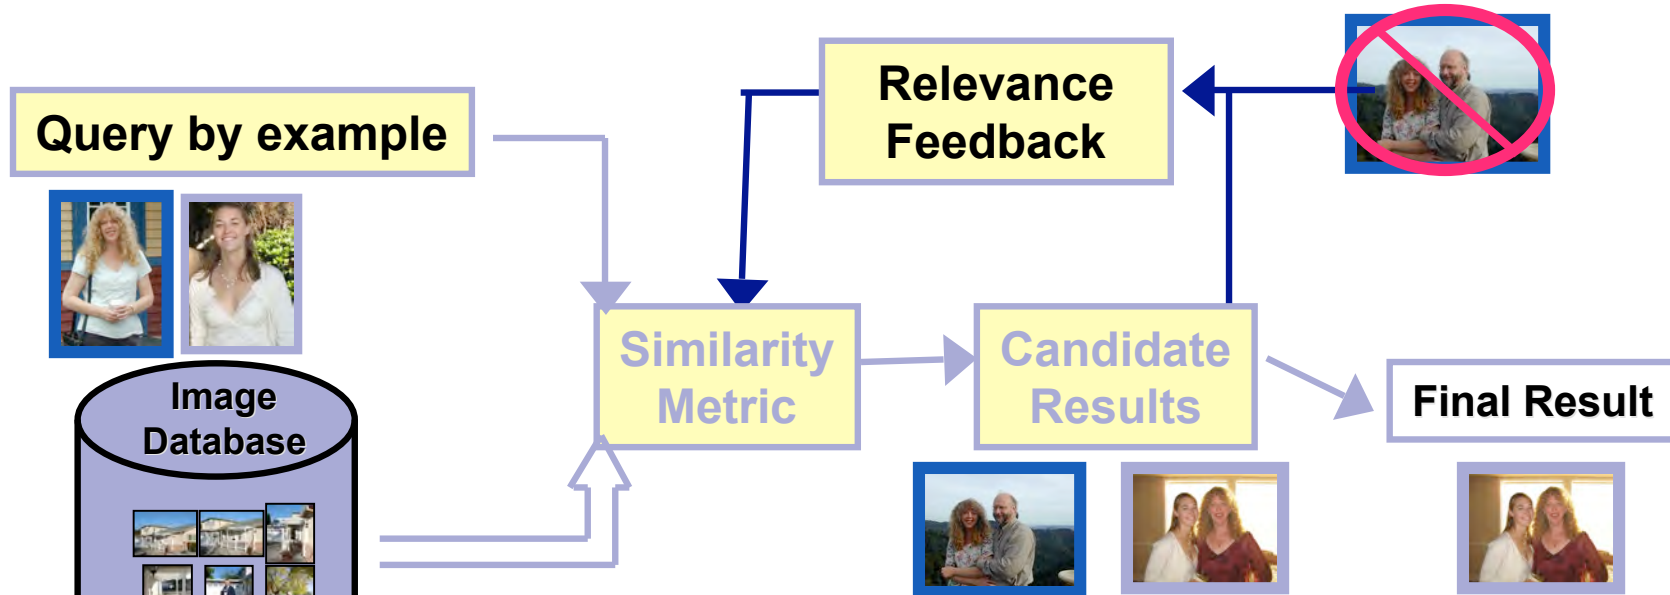 Relevance
Feedback
Query by example
Similarity
Metric
Candidate
Results
Final Result
Image
Database